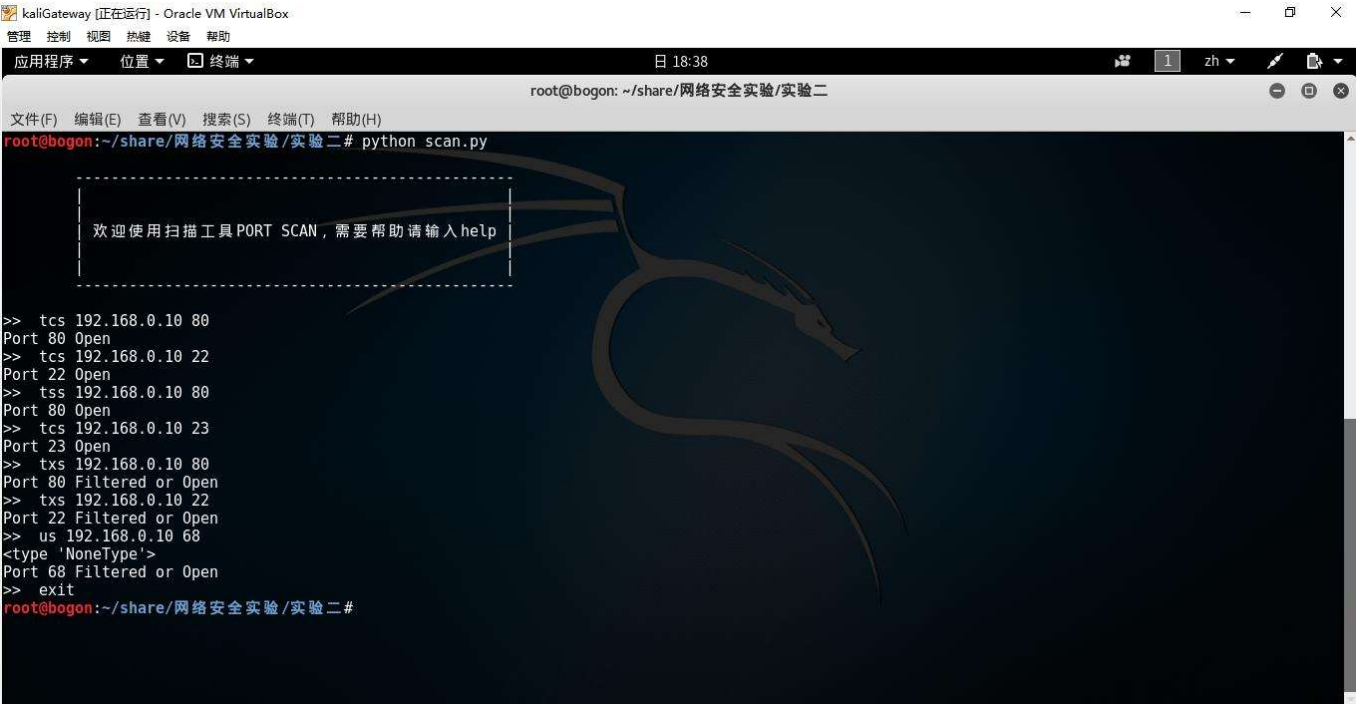 kaliGateway [正在运行] - Oracle VM VirtualBox
管理 控制 视图 热键 设备 帮助
应用程序 位置 终端 日 18:38 1 zh
root@bogon: ~/share/网络安全实验/实验二
文件(F) 编辑(E) 查看(V) 搜索(S) 终端(T) 帮助(H)
root@bogon:~/share/网络安全实验/实验二# python scan.py
欢迎使用扫描工具PORT SCAN，需要帮助请输入help
>> tcs 192.168.0.10 80
Port 80 Open
>> tcs 192.168.0.10 22
Port 22 Open
>> tss 192.168.0.10 80
Port 80 Open
>> tcs 192.168.0.10 23
Port 23 Open
>> txs 192.168.0.10 80
Port 80 Filtered or Open
>> txs 192.168.0.10 22
Port 22 Filtered or Open
>> us 192.168.0.10 68
<type 'NoneType'>
Port 68 Filtered or Open
>> exit
root@bogon:~/share/网络安全实验/实验二#